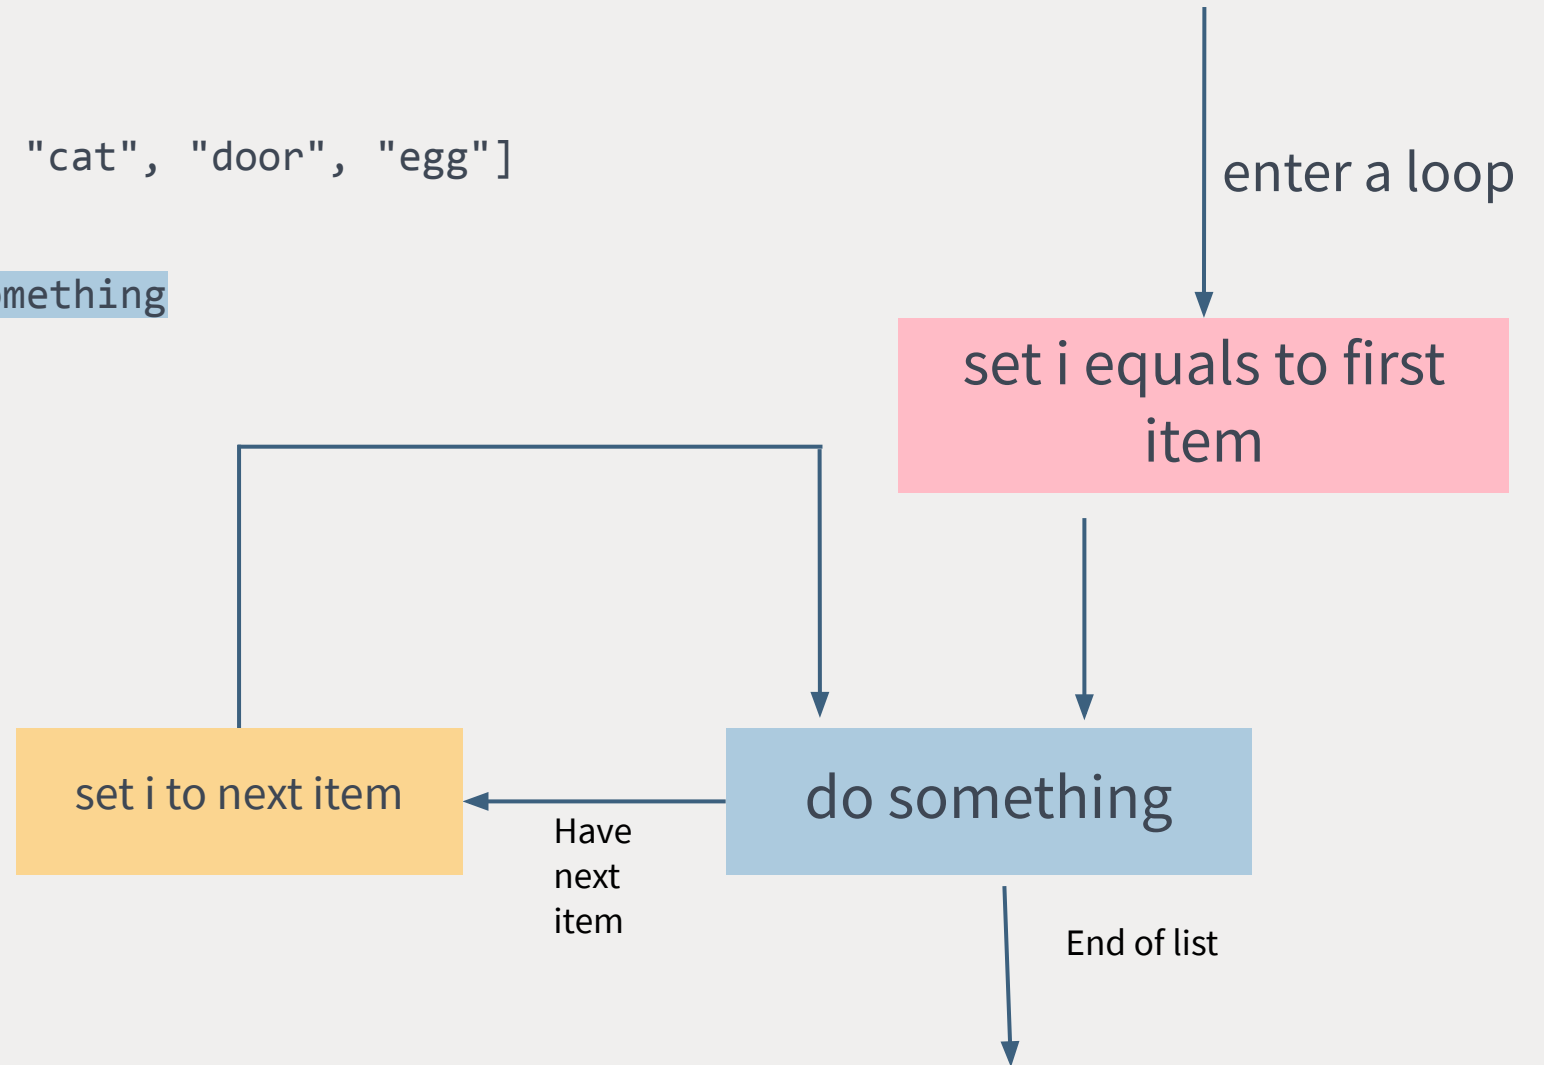 "cat", "door", "egg"]
enter a loop
omething
set i equals to first
item
set i to next item
do something
Have
next
item
End of list